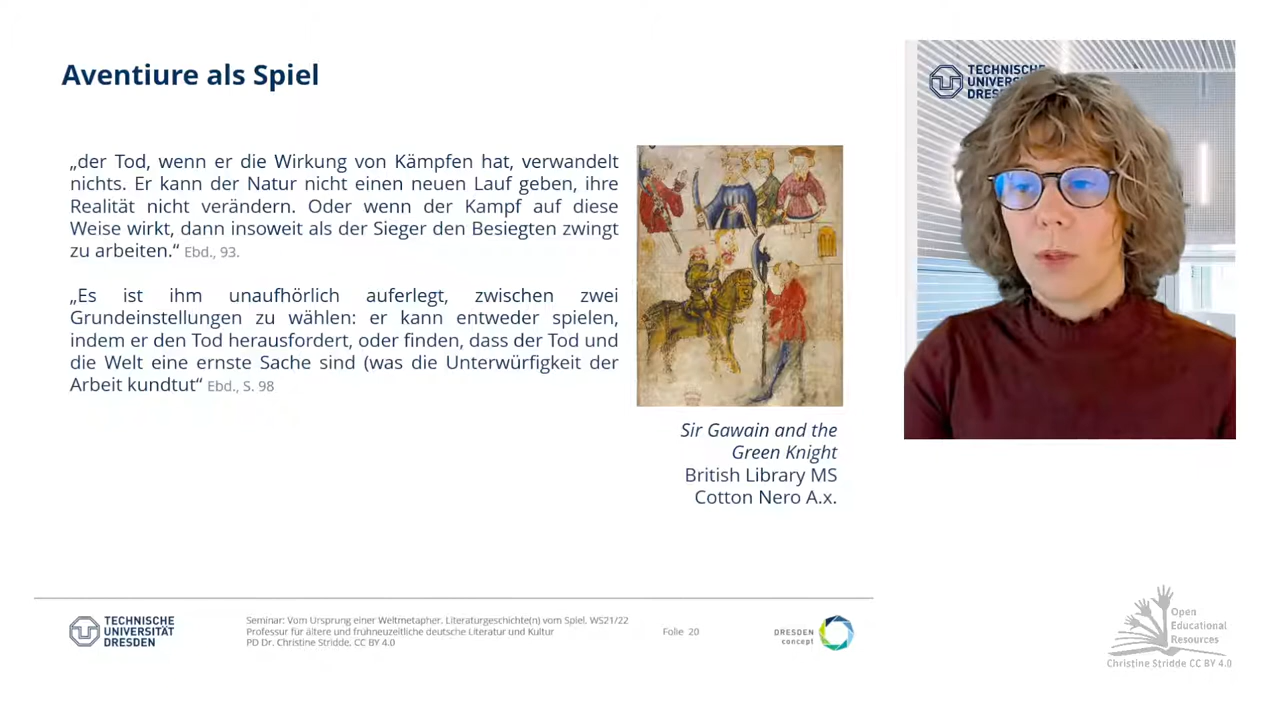 Aventiure als Spiel
„der Tod, wenn er die Wirkung von Kämpfen hat, verwandelt
nichts. Er kann der Natur nicht einen neuen Lauf geben, ihre
Realität nicht verändern. Oder wenn der Kampf auf diese
Weise wirkt, dann insoweit als der Sieger den Besiegten zwingt
zu arbeiten.“ Ebd., 93.
„Es ist ihm unaufhörlich auferlegt, zwischen zwei
Grundeinstellungen zu wählen: er kann entweder spielen,
indem er den Tod herausfordert, oder finden, dass der Tod und
die Welt eine ernste Sache sind (was die Unterwürfigkeit der
Arbeit kundtut“ Ebd., S. 98
Sir Gawain and the
Green Knight
British Library MS
Cotton Nero A.x.
TECHNISCHE
UNIVERS
DRES
TECHNISCHE
UNIVERSITÄT
DRESDEN
Seminar: Vom Ursprung einer Weltmetapher. Literaturgeschichte(n) vom Spiel. WS21/22
Professur für ältere und frühneuzeitliche deutsche Literatur und Kultur
PD Dr. Christine Stridde, CC BY 4.0
Folie 20
DRESDEN
concept
Open
Educational
Resources
Christine Stridde CC BY 4.0